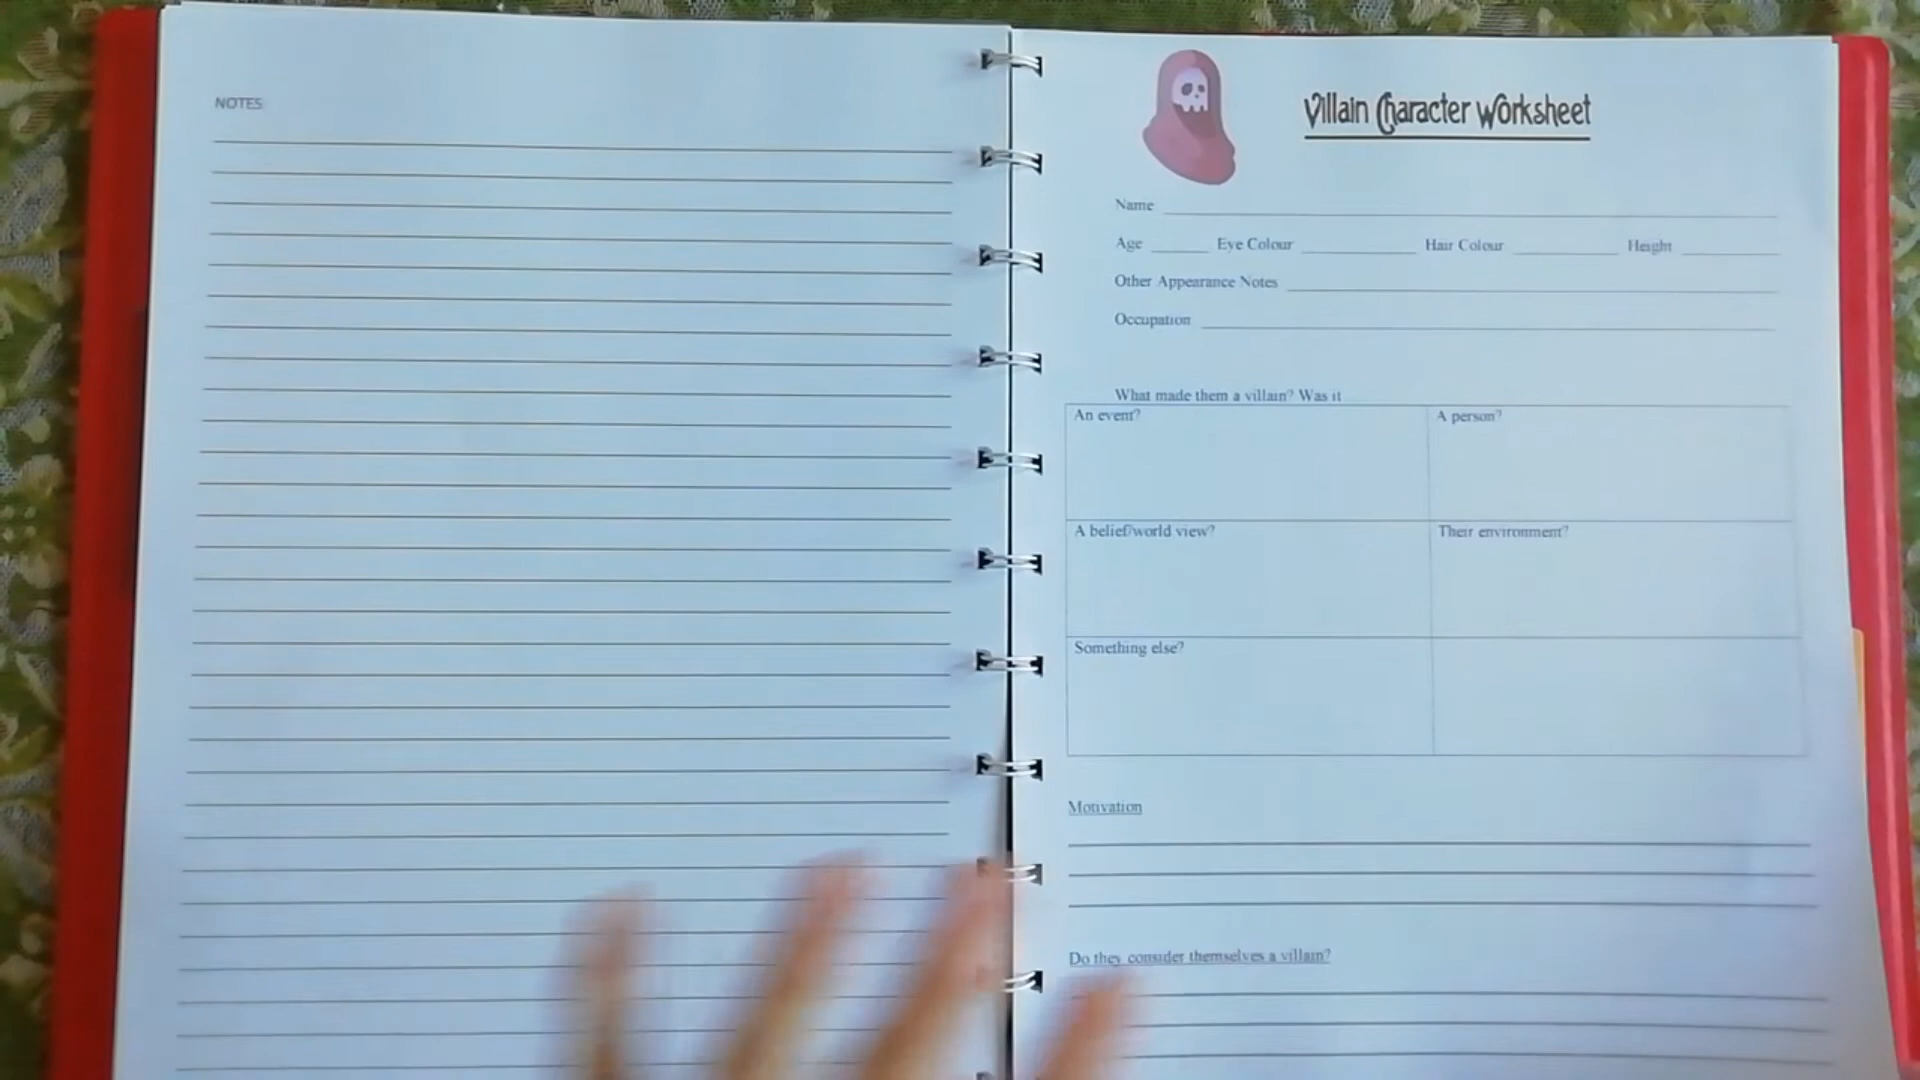 NOTES
Villain Character Worksheet
Name
Age Eye Colour Hair Colour Height
Other Appearance Notes
Occupation
What made them a villain? Was it
An event? A person?
A belief/world view? Their environment?
Something else?
Motivation
Do they consider themselves a villain?